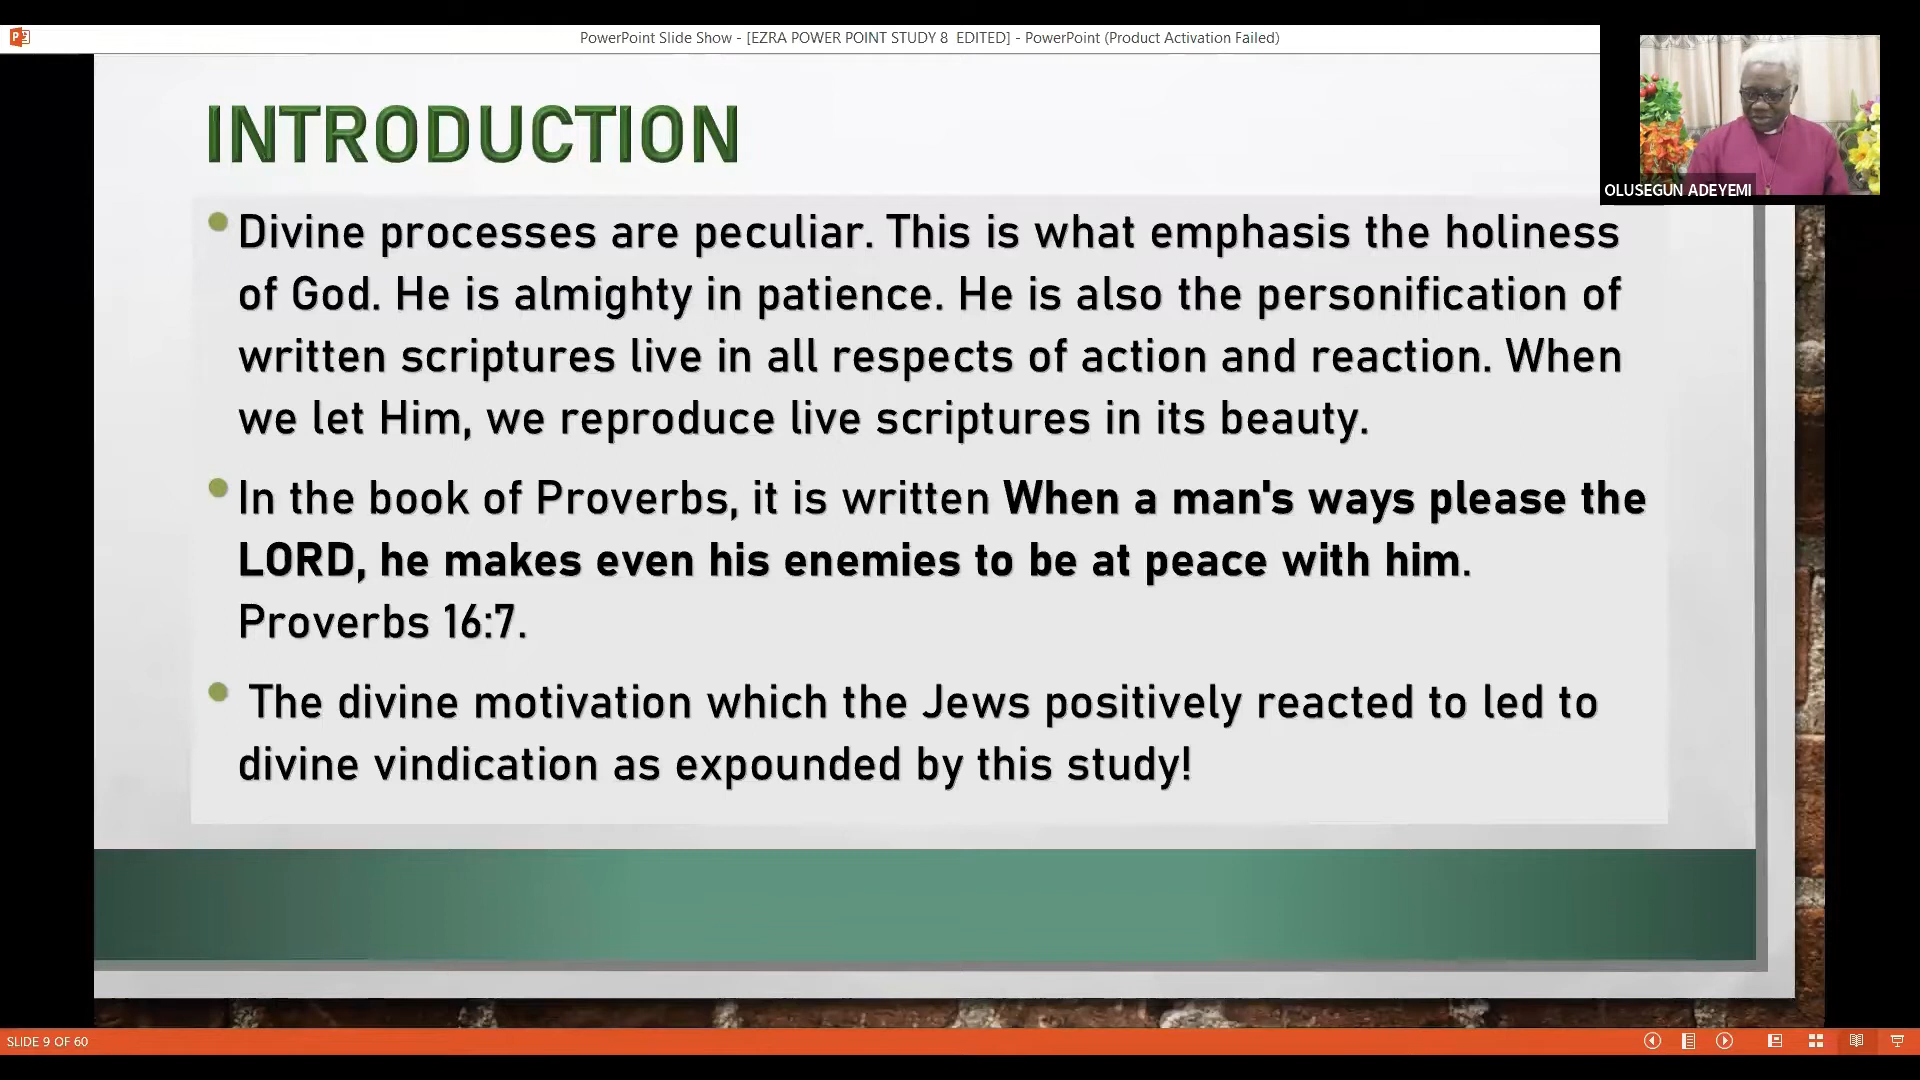 PowerPoint Slide Show - [EZRA POWER POINT STUDY 8  EDITED] - PowerPoint (Product Activation Failed)
OLUSEGUN ADEYEMI
INTRODUCTION
Divine processes are peculiar. This is what emphasis the holiness
of God. He is almighty in patience. He is also the personification of
written scriptures live in all respects of action and reaction. When
we let Him, we reproduce live scriptures in its beauty.
In the book of Proverbs, it is written When a man's ways please the
LORD, he makes even his enemies to be at peace with him.
Proverbs 16:7.
The divine motivation which the Jews positively reacted to led to
divine vindication as expounded by this study!
SLIDE 9 OF 60